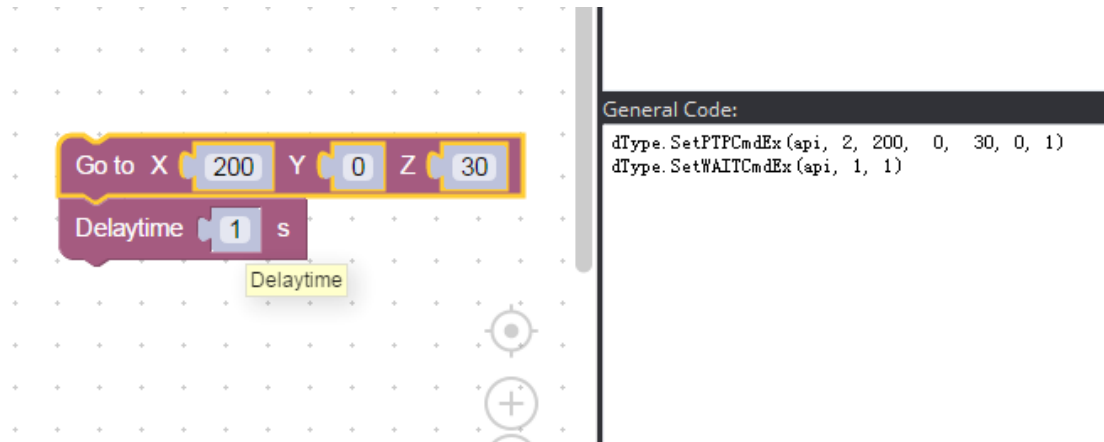 General Code:
dType.SetPTPCmdEx(api, 2, 200,  0,  30, 0, 1)
dType.SetWAITCmdEx(api, 1, 1)
Go to X 200 Y 0 Z 30
Delaytime 1 s
Delaytime